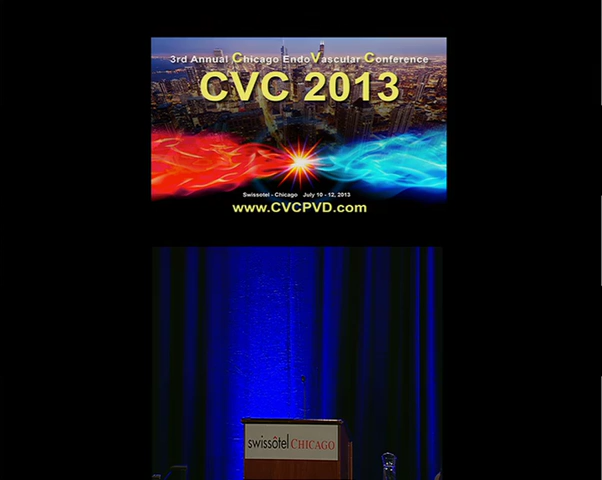 3rd Annual Chicago EndoVascular Conference
CVC 2013
Swissotel - Chicago July 10 - 12, 2013
www.CVCPVD.com
swissôtel CHICAGO